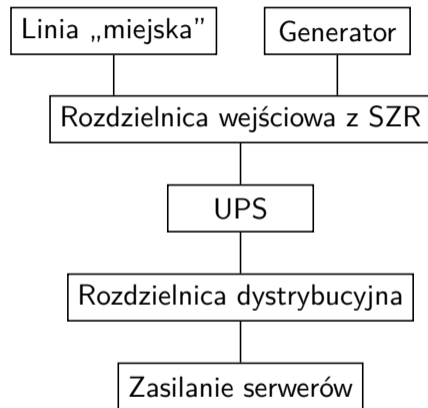 Linia „miejska”
Generator
Rozdzielnica wejściowa z SZR
UPS
Rozdzielnica dystrybucyjna
Zasilanie serwerów